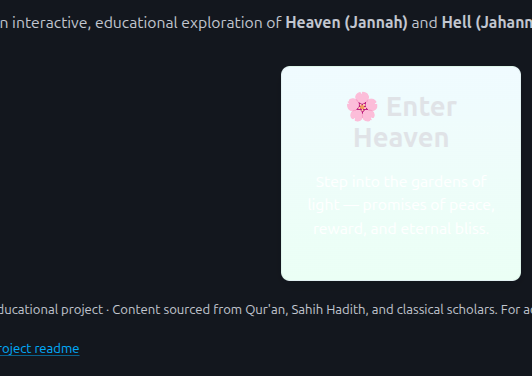 n interactive, educational exploration of Heaven (Jannah) and Hell (Jahann
🌸 Enter
Heaven
Step into the gardens of
light — promises of peace,
reward, and eternal bliss.
ducational project · Content sourced from Qur'an, Sahih Hadith, and classical scholars. For ac
roject readme